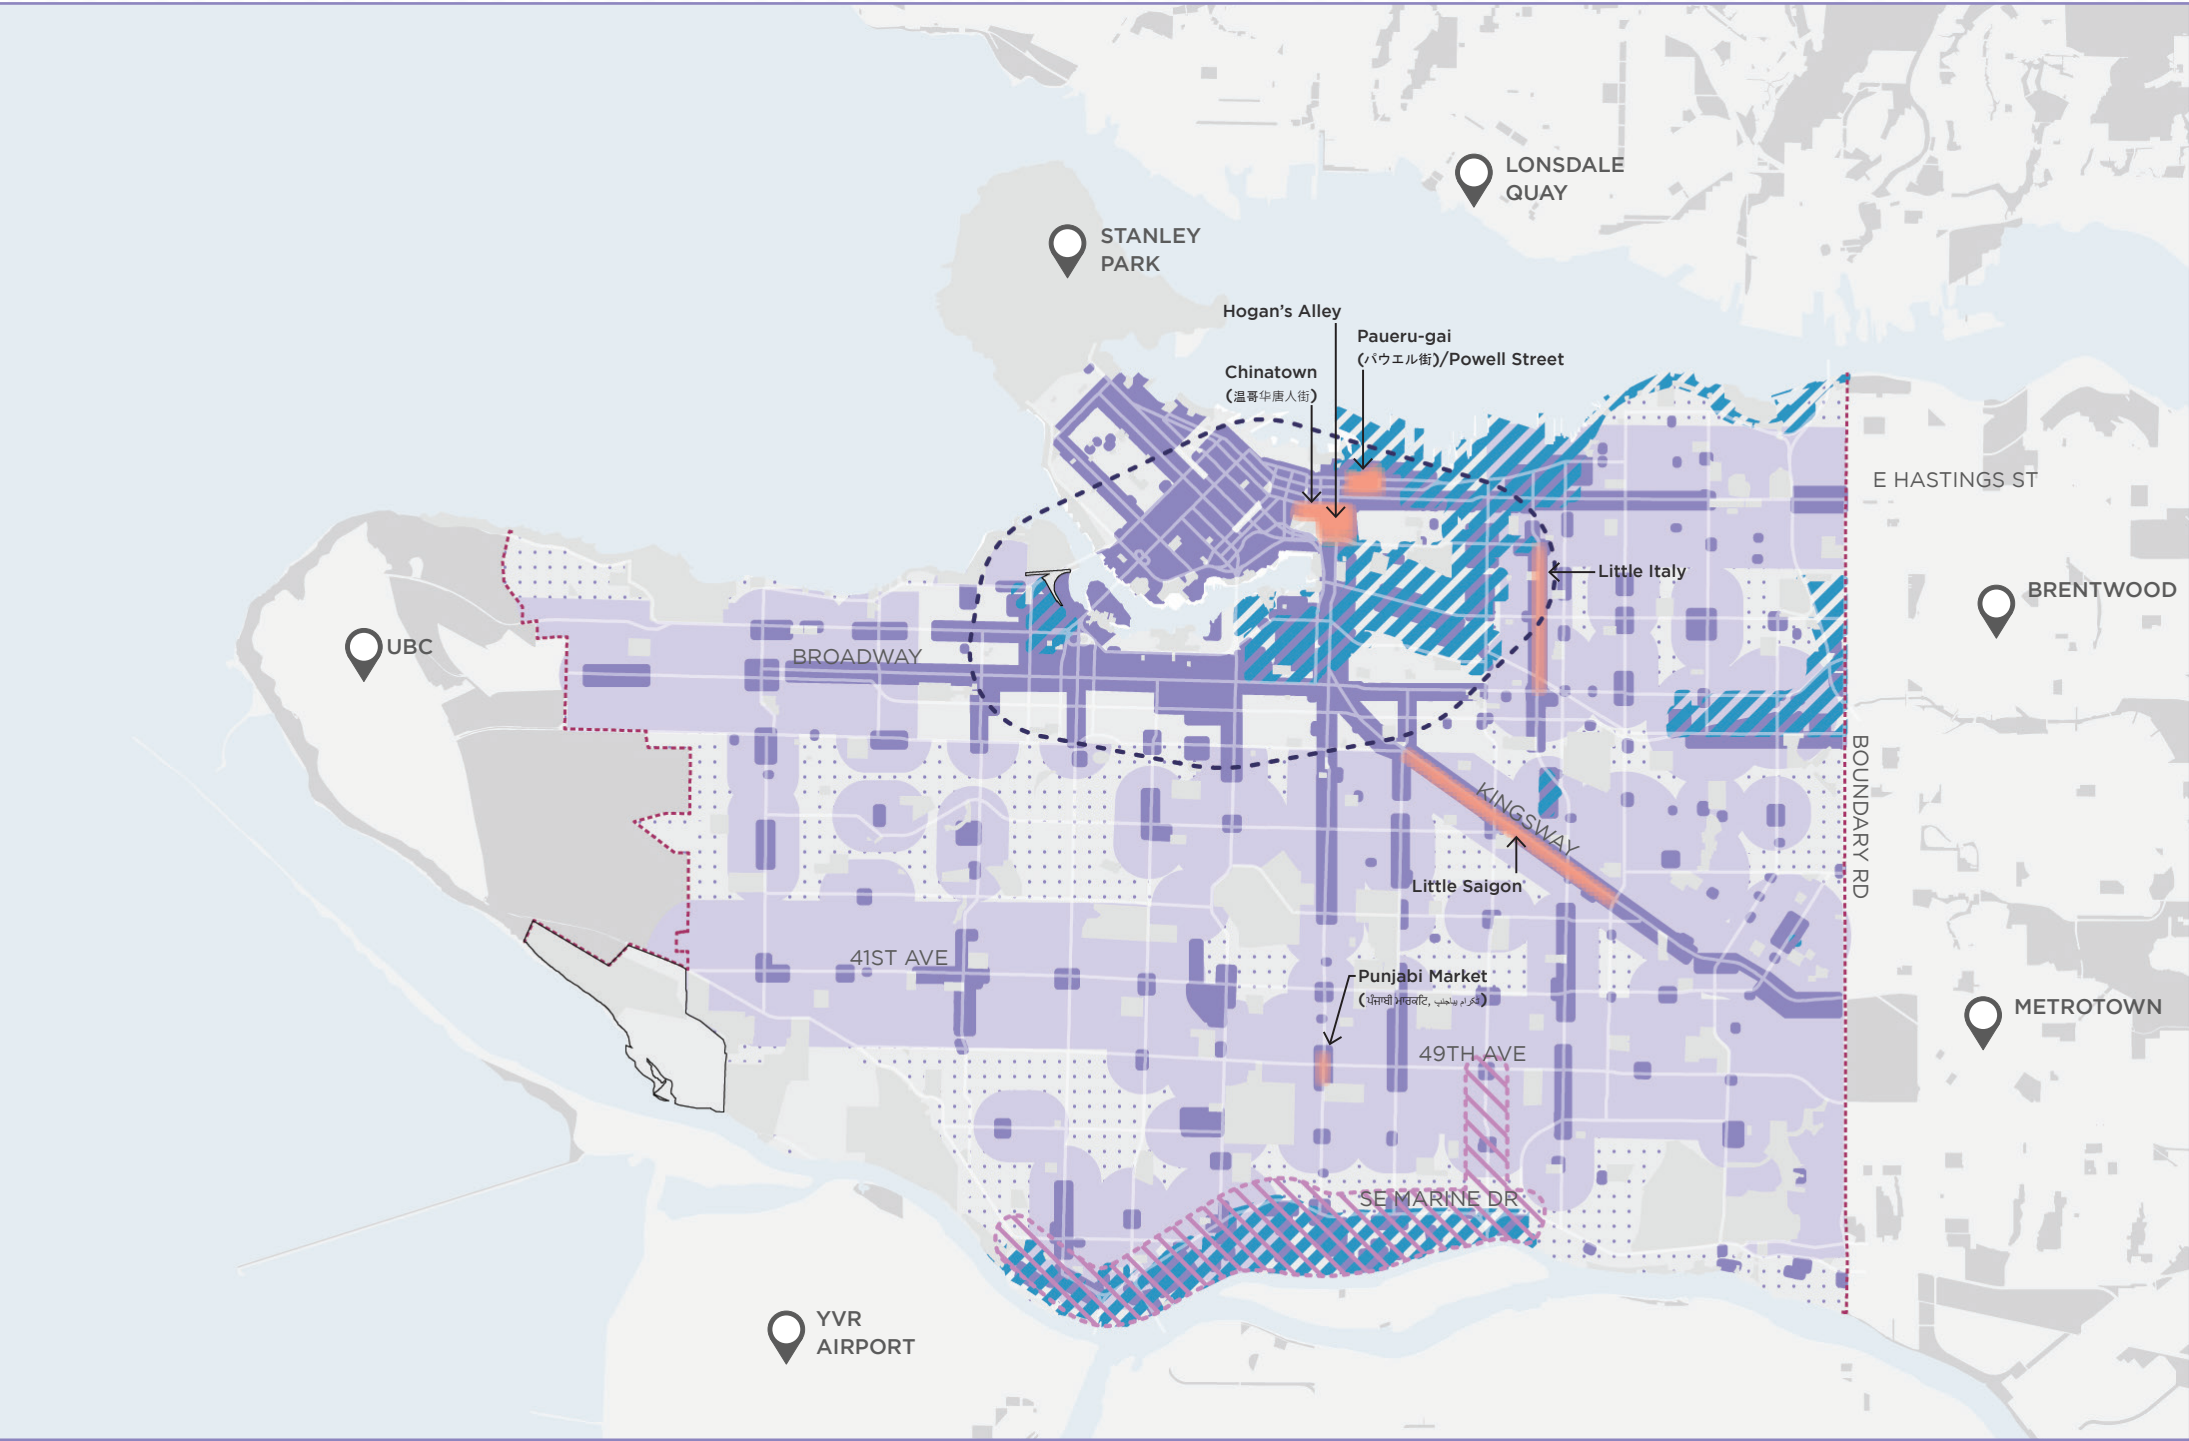 LONSDALE
QUAY
STANLEY
PARK
Hogan's Alley
Paueru-gai
(パウエル街)/Powell Street
Chinatown
(温哥华唐人街)
E HASTINGS ST
Little Italy
BRENTWOOD
UBC
BROADWAY
BOUNDARY RD
KINGSWAY
Little Saigon
41ST AVE
Punjabi Market
(ਪੰਜਾਬੀ
METROTOWN
49TH AVE
SE MARINE DR
YVR
AIRPORT